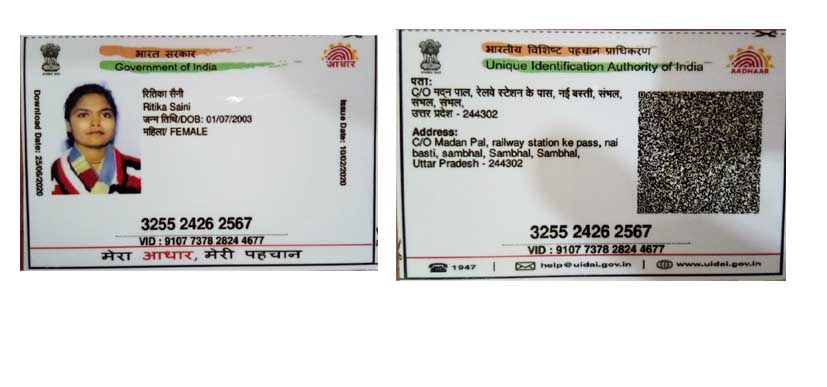 भारत सरकार
Government of India
आधार
Download Date: 25/06/2020
रितिका सैनी
Ritika Saini
जन्म तिथि/DOB: 01/07/2003
महिला/ FEMALE
Issue Date: 10/02/2020
3255 2426 2567
VID : 9107 7378 2824 4677
मेरा आधार, मेरी पहचान
भारतीय विशिष्ट पहचान प्राधिकरण
Unique Identification Authority of India
AADHAAR
पता:
C/O मदन पाल, रेलवे स्टेशन के पास, नई बस्ती, संभल,
संभल, संभल,
उत्तर प्रदेश - 244302
Address:
C/O Madan Pal, railway station ke pass, nai
basti, sambhal, Sambhal, Sambhal,
Uttar Pradesh - 244302
3255 2426 2567
VID : 9107 7378 2824 4677
1947 | help@uidai.gov.in | www.uidai.gov.in